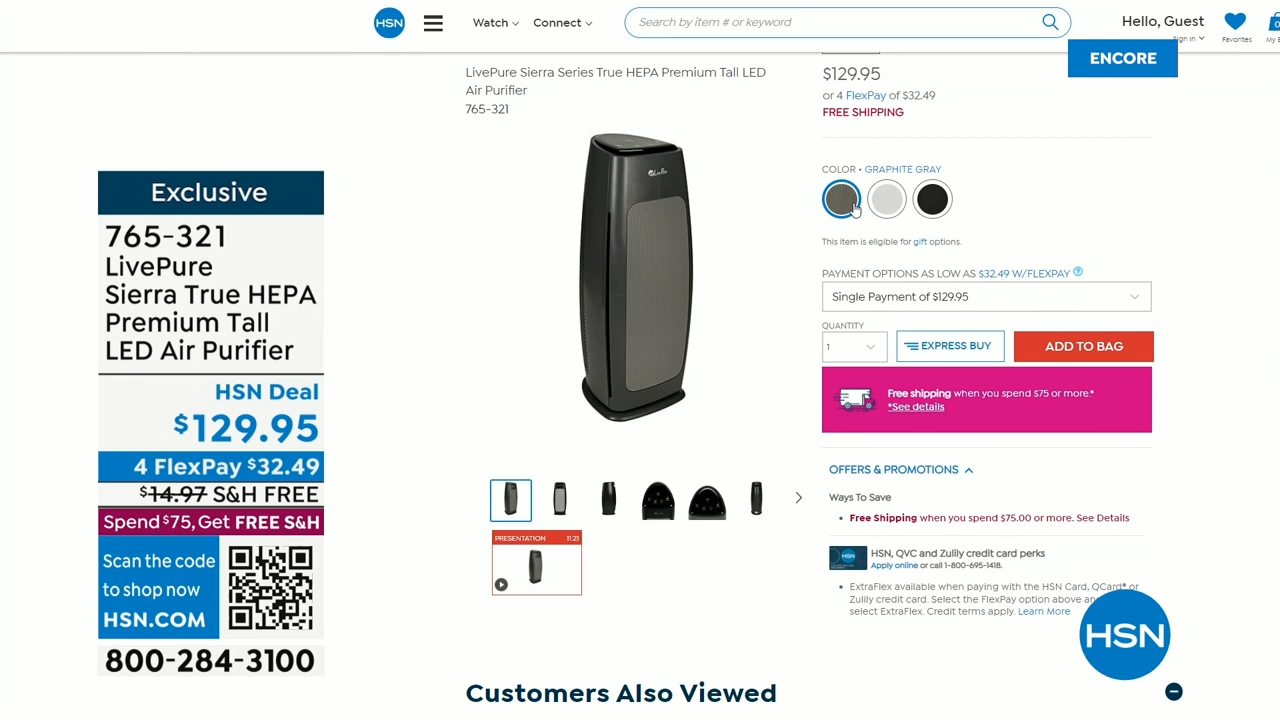 HSN
Watch
Connect
Search by item # or keyword
Hello, Guest
Sign In
Favorites
0
My B
ENCORE
LivePure Sierra Series True HEPA Premium Tall LED
Air Purifier
765-321
$129.95
or 4 FlexPay of $32.49
FREE SHIPPING
COLOR • GRAPHITE GRAY
This item is eligible for gift options.
PAYMENT OPTIONS AS LOW AS $32.49 W/FLEXPAY ?
Single Payment of $129.95
QUANTITY
1
EXPRESS BUY
ADD TO BAG
Free shipping when you spend $75 or more.*
*See details
OFFERS & PROMOTIONS
Ways To Save
• Free Shipping when you spend $75.00 or more. See Details
HSN
HSN, QVC and Zulily credit card perks
Apply online or call 1-800-695-1418.
• ExtraFlex available when paying with the HSN Card, QCard® or
Zulily credit card. Select the FlexPay option above an
select ExtraFlex. Credit terms apply. Learn More
HSN
LivePure
PRESENTATION 11:21
Exclusive
765-321
LivePure
Sierra True HEPA
Premium Tall
LED Air Purifier
HSN Deal
$129.95
4 FlexPay $32.49
$14.97 S&H FREE
Spend $75, Get FREE S&H
Scan the code
to shop now
HSN.COM
800-284-3100
Customers Also Viewed